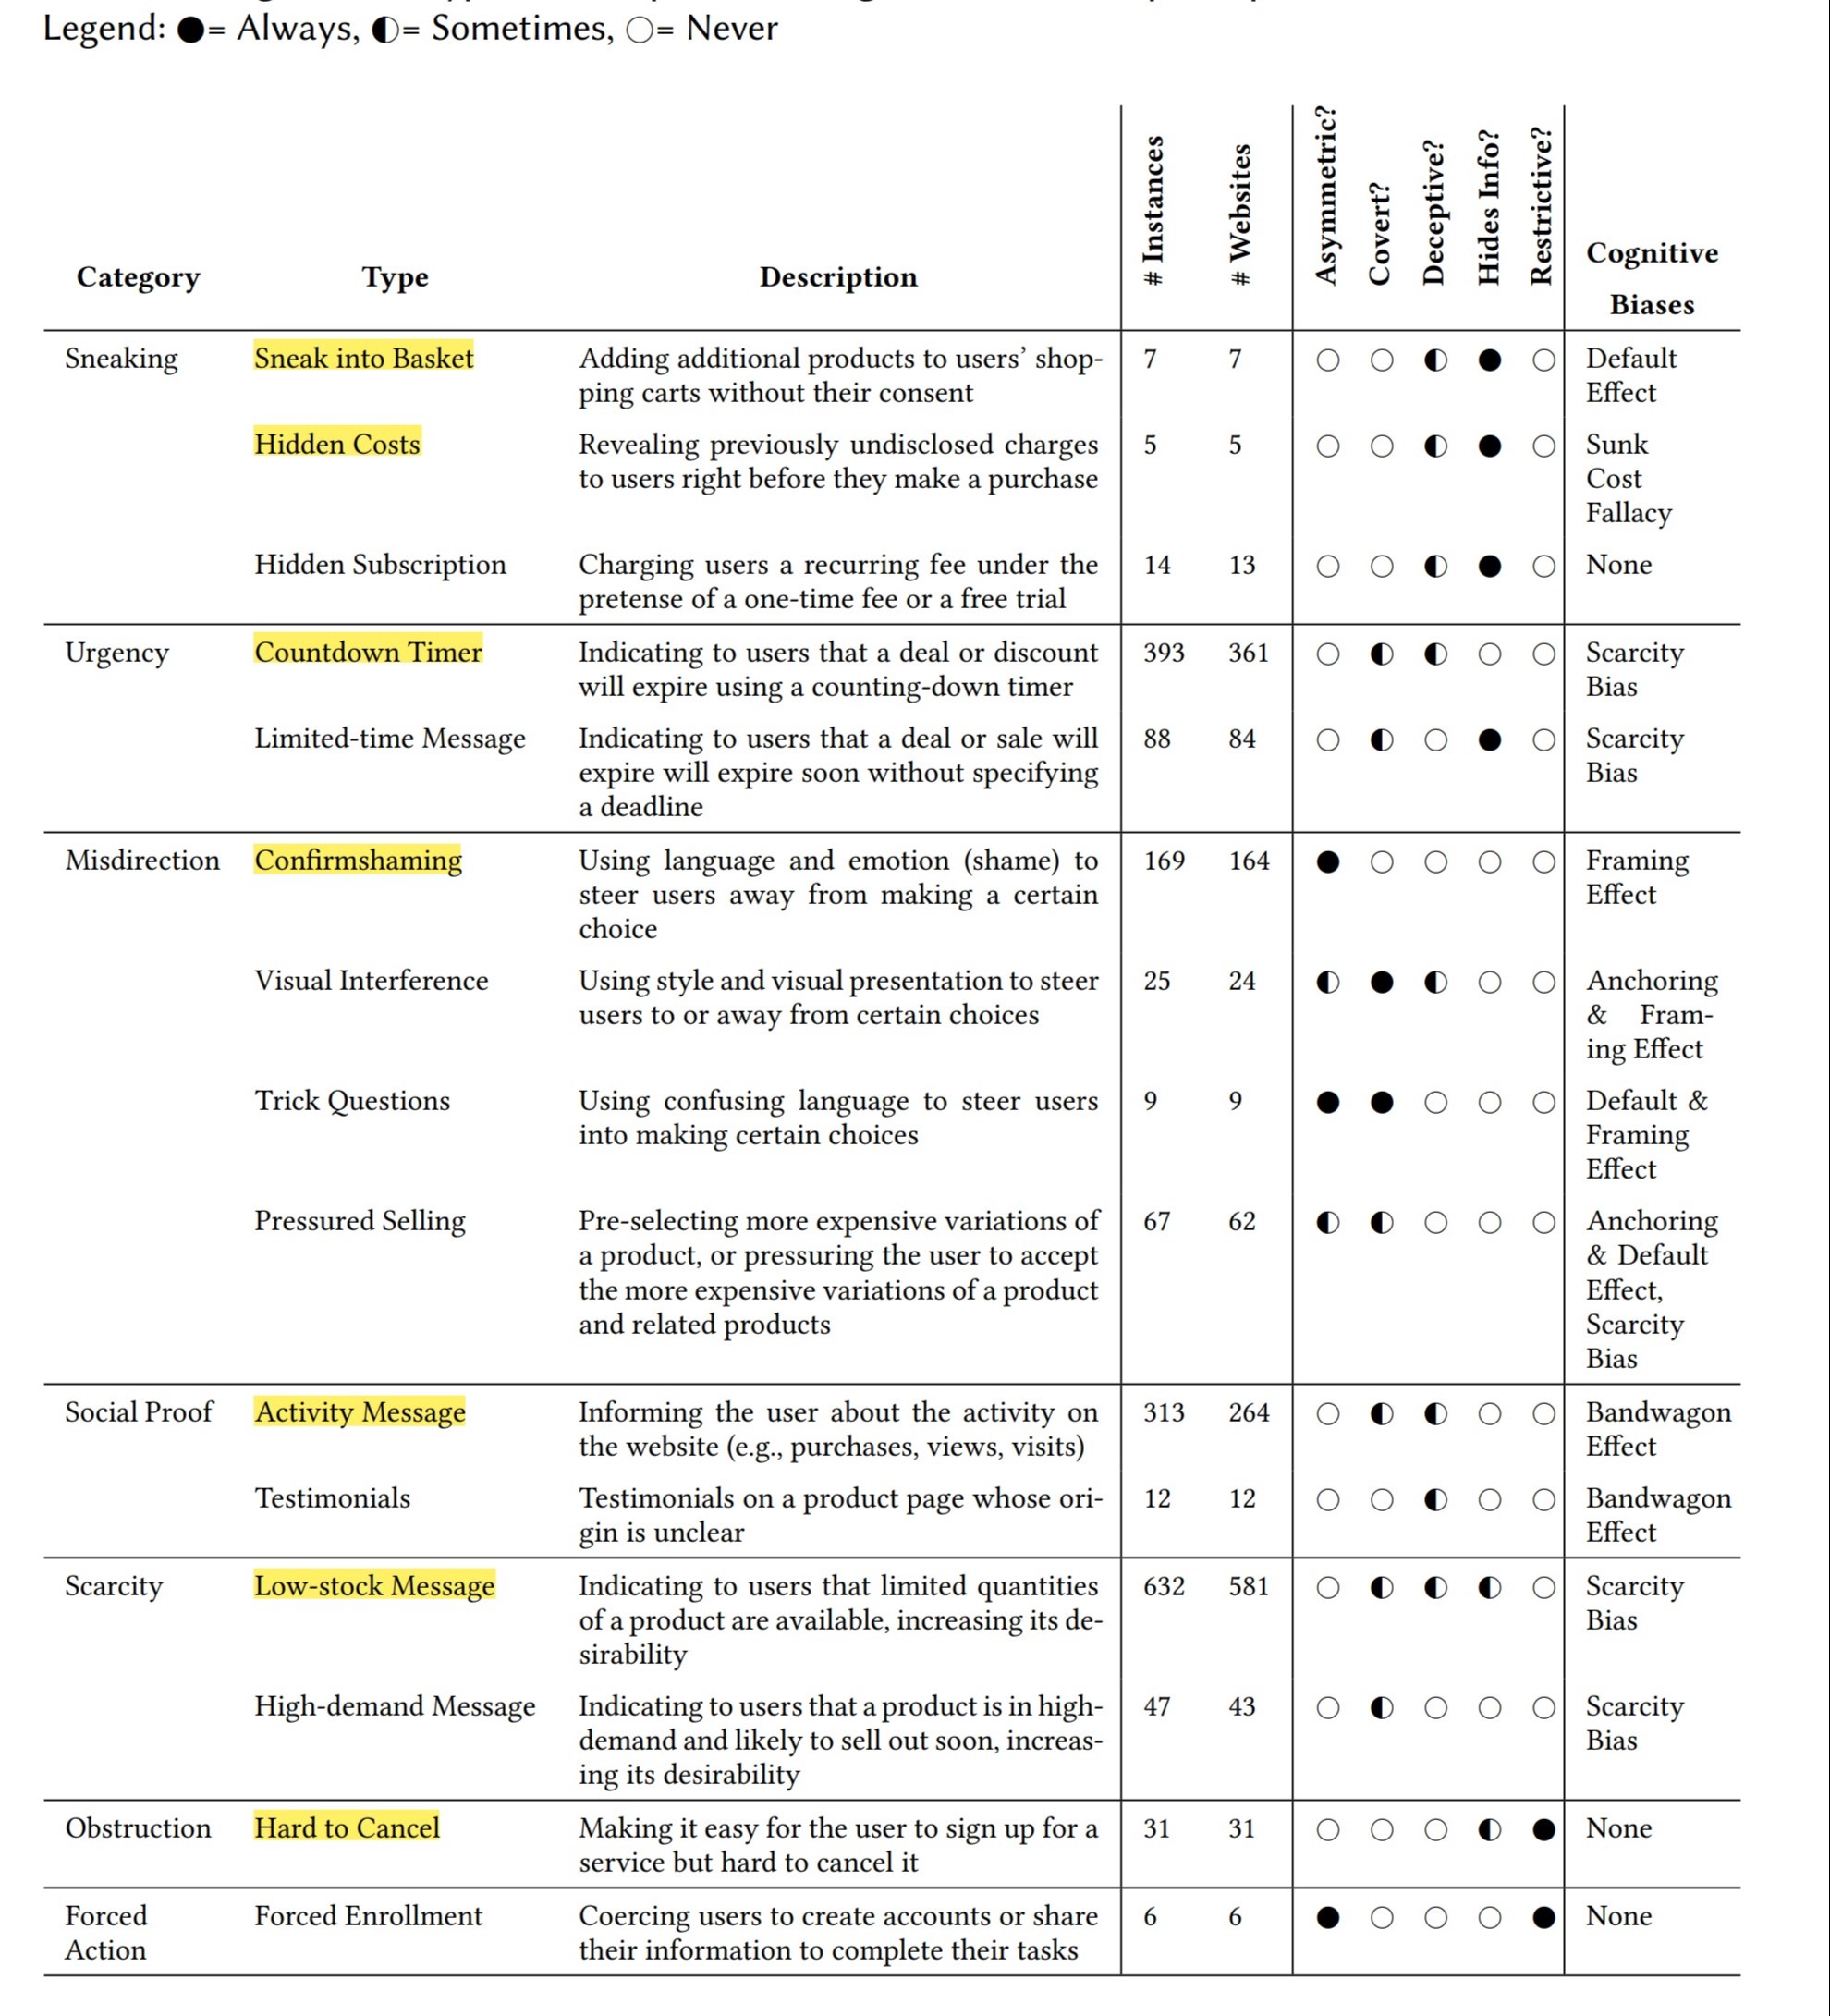 Legend: ●= Always, ◐= Sometimes, ○= Never
Category Type Description # Instances # Websites Asymmetric? Covert? Deceptive? Hides Info? Restrictive? Cognitive
Biases
Sneaking Sneak into Basket Adding additional products to users’ shop- 7 7 ○ ○ ◐ ● ○ Default
ping carts without their consent Effect
Hidden Costs Revealing previously undisclosed charges 5 5 ○ ○ ◐ ● ○ Sunk
to users right before they make a purchase Cost
Fallacy
Hidden Subscription Charging users a recurring fee under the 14 13 ○ ○ ◐ ● ○ None
pretense of a one-time fee or a free trial
Urgency Countdown Timer Indicating to users that a deal or discount 393 361 ○ ◐ ◐ ○ ○ Scarcity
will expire using a counting-down timer Bias
Limited-time Message Indicating to users that a deal or sale will 88 84 ○ ◐ ○ ● ○ Scarcity
expire will expire soon without specifying Bias
a deadline
Misdirection Confirmshaming Using language and emotion (shame) to 169 164 ● ○ ○ ○ ○ Framing
steer users away from making a certain Effect
choice
Visual Interference Using style and visual presentation to steer 25 24 ◐ ● ◐ ○ ○ Anchoring
users to or away from certain choices & Fram-
ing Effect
Trick Questions Using confusing language to steer users 9 9 ● ● ○ ○ ○ Default &
into making certain choices Framing
Effect
Pressured Selling Pre-selecting more expensive variations of 67 62 ◐ ◐ ○ ○ ○ Anchoring
a product, or pressuring the user to accept & Default
the more expensive variations of a product Effect,
and related products Scarcity
Bias
Social Proof Activity Message Informing the user about the activity on 313 264 ○ ◐ ◐ ○ ○ Bandwagon
the website (e.g., purchases, views, visits) Effect
Testimonials Testimonials on a product page whose ori- 12 12 ○ ○ ◐ ○ ○ Bandwagon
gin is unclear Effect
Scarcity Low-stock Message Indicating to users that limited quantities 632 581 ○ ◐ ◐ ◐ ○ Scarcity
of a product are available, increasing its de- Bias
sirability
High-demand Message Indicating to users that a product is in high- 47 43 ○ ◐ ○ ○ ○ Scarcity
demand and likely to sell out soon, increas- Bias
ing its desirability
Obstruction Hard to Cancel Making it easy for the user to sign up for a 31 31 ○ ○ ○ ◐ ● None
service but hard to cancel it
Forced Forced Enrollment Coercing users to create accounts or share 6 6 ● ○ ○ ○ ● None
Action their information to complete their tasks